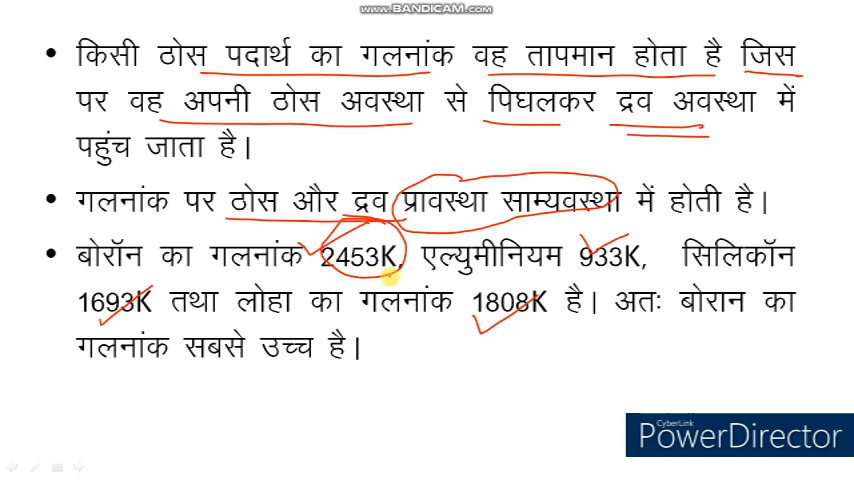 www.BANDICAM.com
किसी ठोस पदार्थ का गलनांक वह तापमान होता है जिस
पर वह अपनी ठोस अवस्था से पिघलकर द्रव अवस्था में
पहुंच जाता है।
गलनांक पर ठोस और द्रव प्रावस्था साम्यवस्था में होती है।
बोरॉन का गलनांक 2453K, एल्युमीनियम 933K, सिलिकॉन
1693K तथा लोहा का गलनांक 1808K है। अतः बोरान का
गलनांक सबसे उच्च है।
CyberLink
PowerDirector